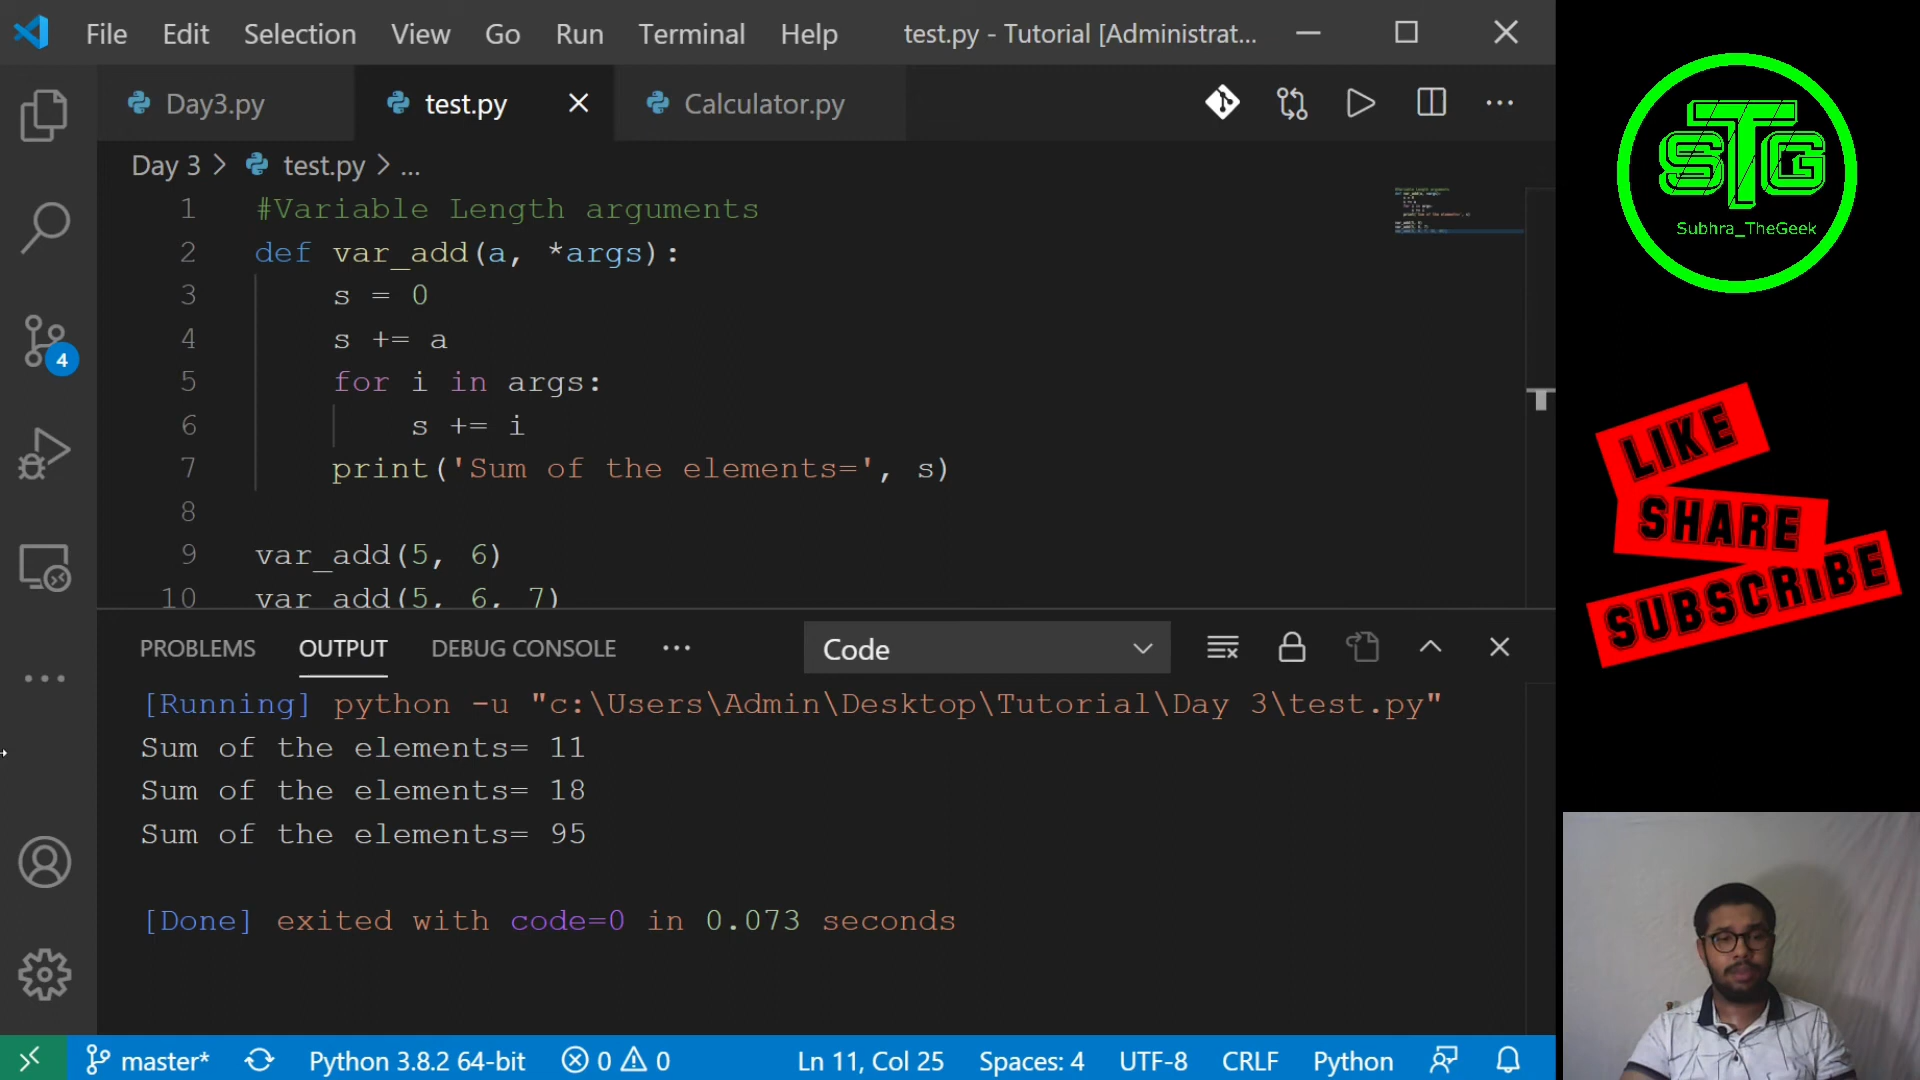 File Edit Selection View Go Run Terminal Help test.py - Tutorial [Administrat...
Day3.py test.py Calculator.py
Day 3 > test.py > ...
1 #Variable Length arguments
2 def var_add(a, *args):
3 s = 0
4 s += a
5 for i in args:
6 s += i
7 print('Sum of the elements=', s)
8
9 var_add(5, 6)
10 var_add(5, 6, 7)
4
PROBLEMS OUTPUT DEBUG CONSOLE ... Code
[Running] python -u "c:\Users\Admin\Desktop\Tutorial\Day 3\test.py"
Sum of the elements= 11
Sum of the elements= 18
Sum of the elements= 95
[Done] exited with code=0 in 0.073 seconds
master* Python 3.8.2 64-bit 0 0 Ln 11, Col 25 Spaces: 4 UTF-8 CRLF Python
STG
Subhra_TheGeek
LIKE
SHARE
SUBSCRIBE